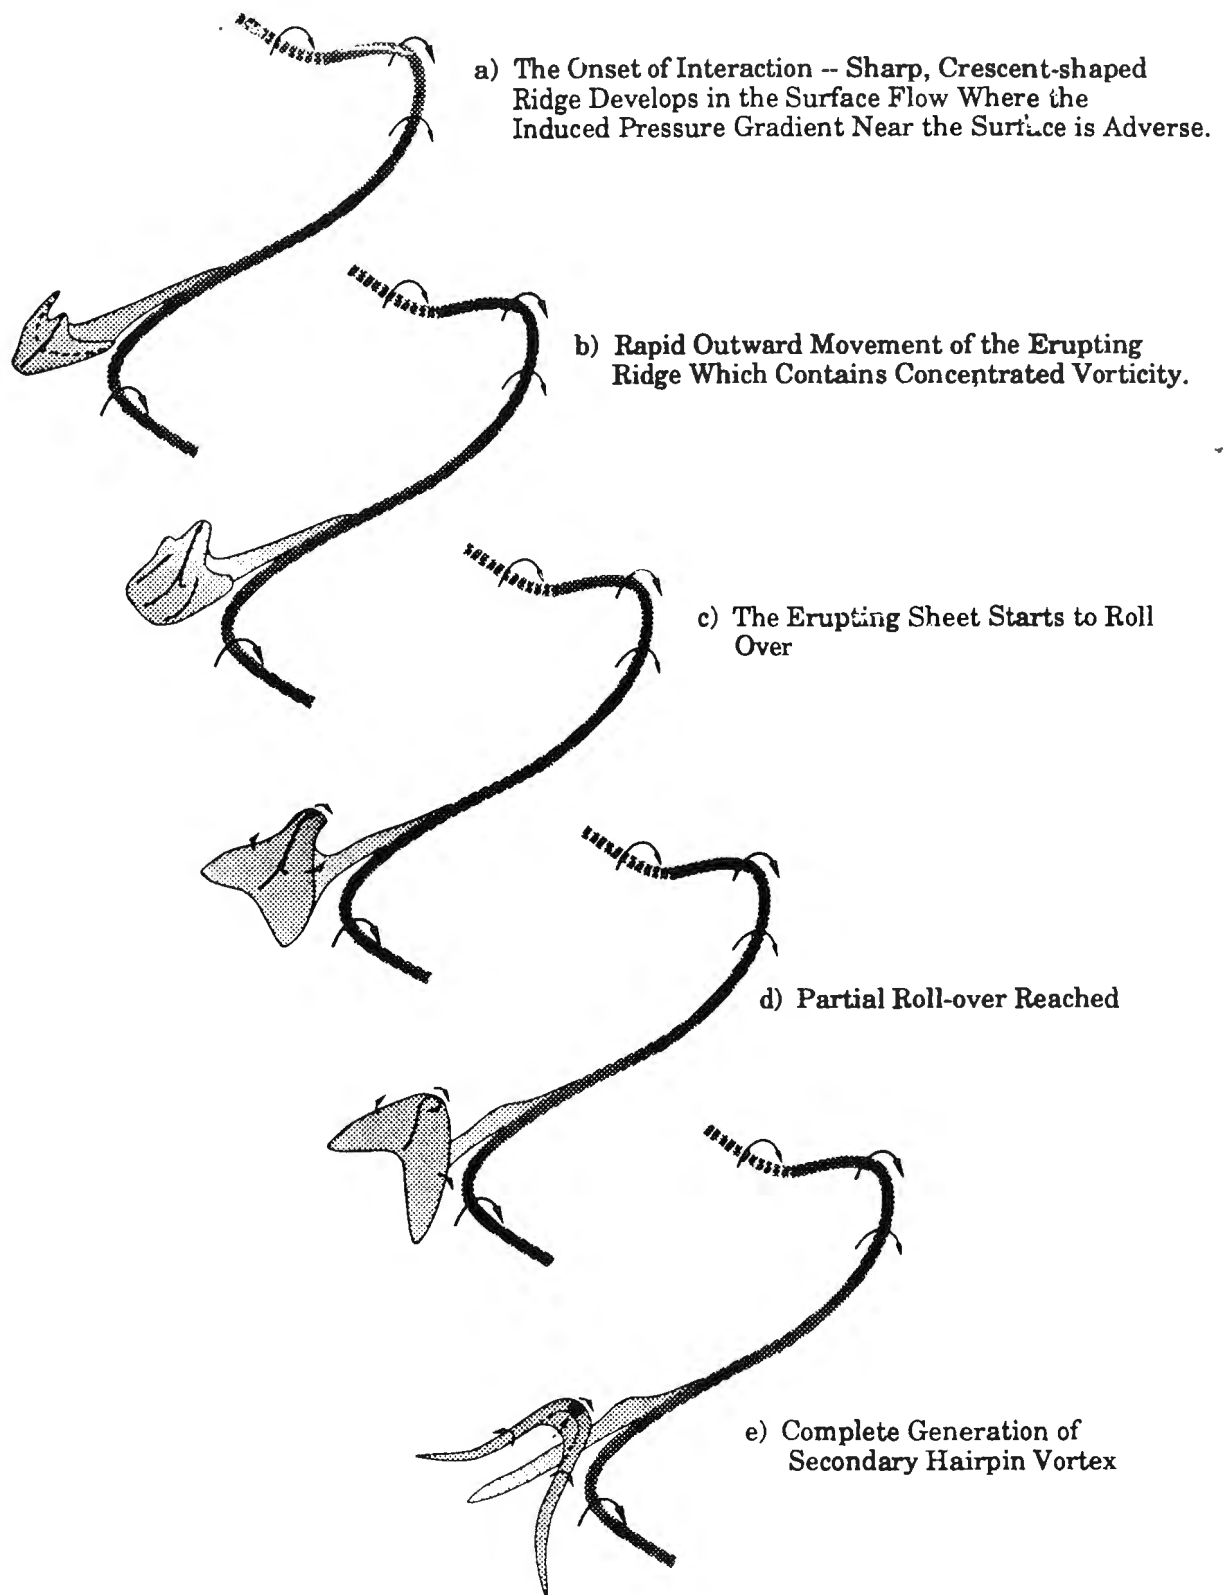 a) The Onset of Interaction -- Sharp, Crescent-shaped
Ridge Develops in the Surface Flow Where the
Induced Pressure Gradient Near the Surface is Adverse.
b) Rapid Outward Movement of the Erupting
Ridge Which Contains Concentrated Vorticity.
c) The Erupting Sheet Starts to Roll
Over
d) Partial Roll-over Reached
e) Complete Generation of
Secondary Hairpin Vortex